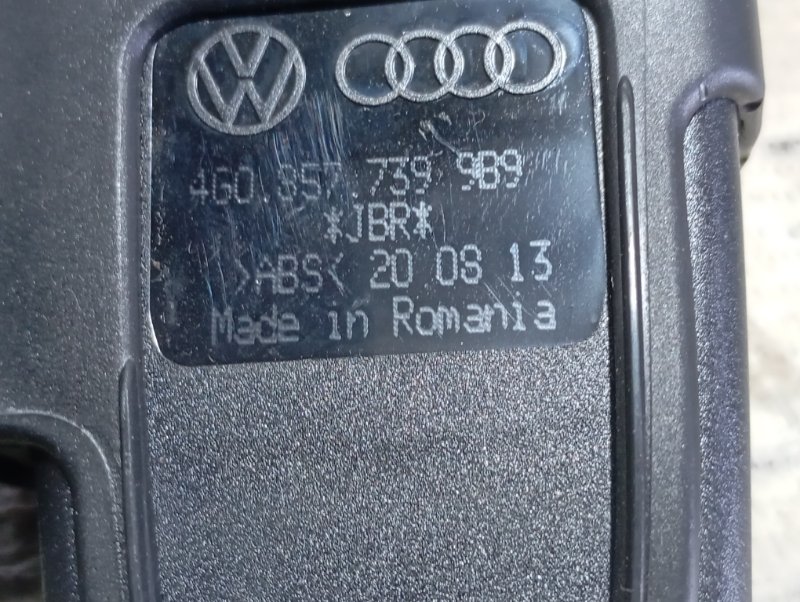 4G0.857.739 9B9
*JBR*
>ABS< 20 08 13
Made in Romania